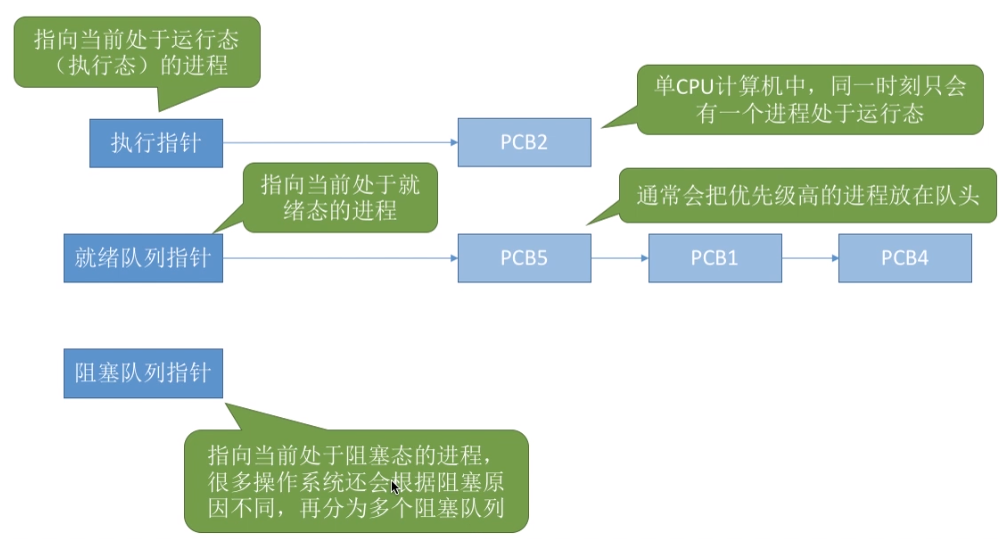 指向当前处于运行态
（执行态）的进程
单CPU计算机中，同一时刻只会
有一个进程处于运行态
执行指针
PCB2
指向当前处于就
绪态的进程
通常会把优先级高的进程放在队头
就绪队列指针
PCB5
PCB1
PCB4
阻塞队列指针
指向当前处于阻塞态的进程，
很多操作系统还会根据阻塞原
因不同，再分为多个阻塞队列